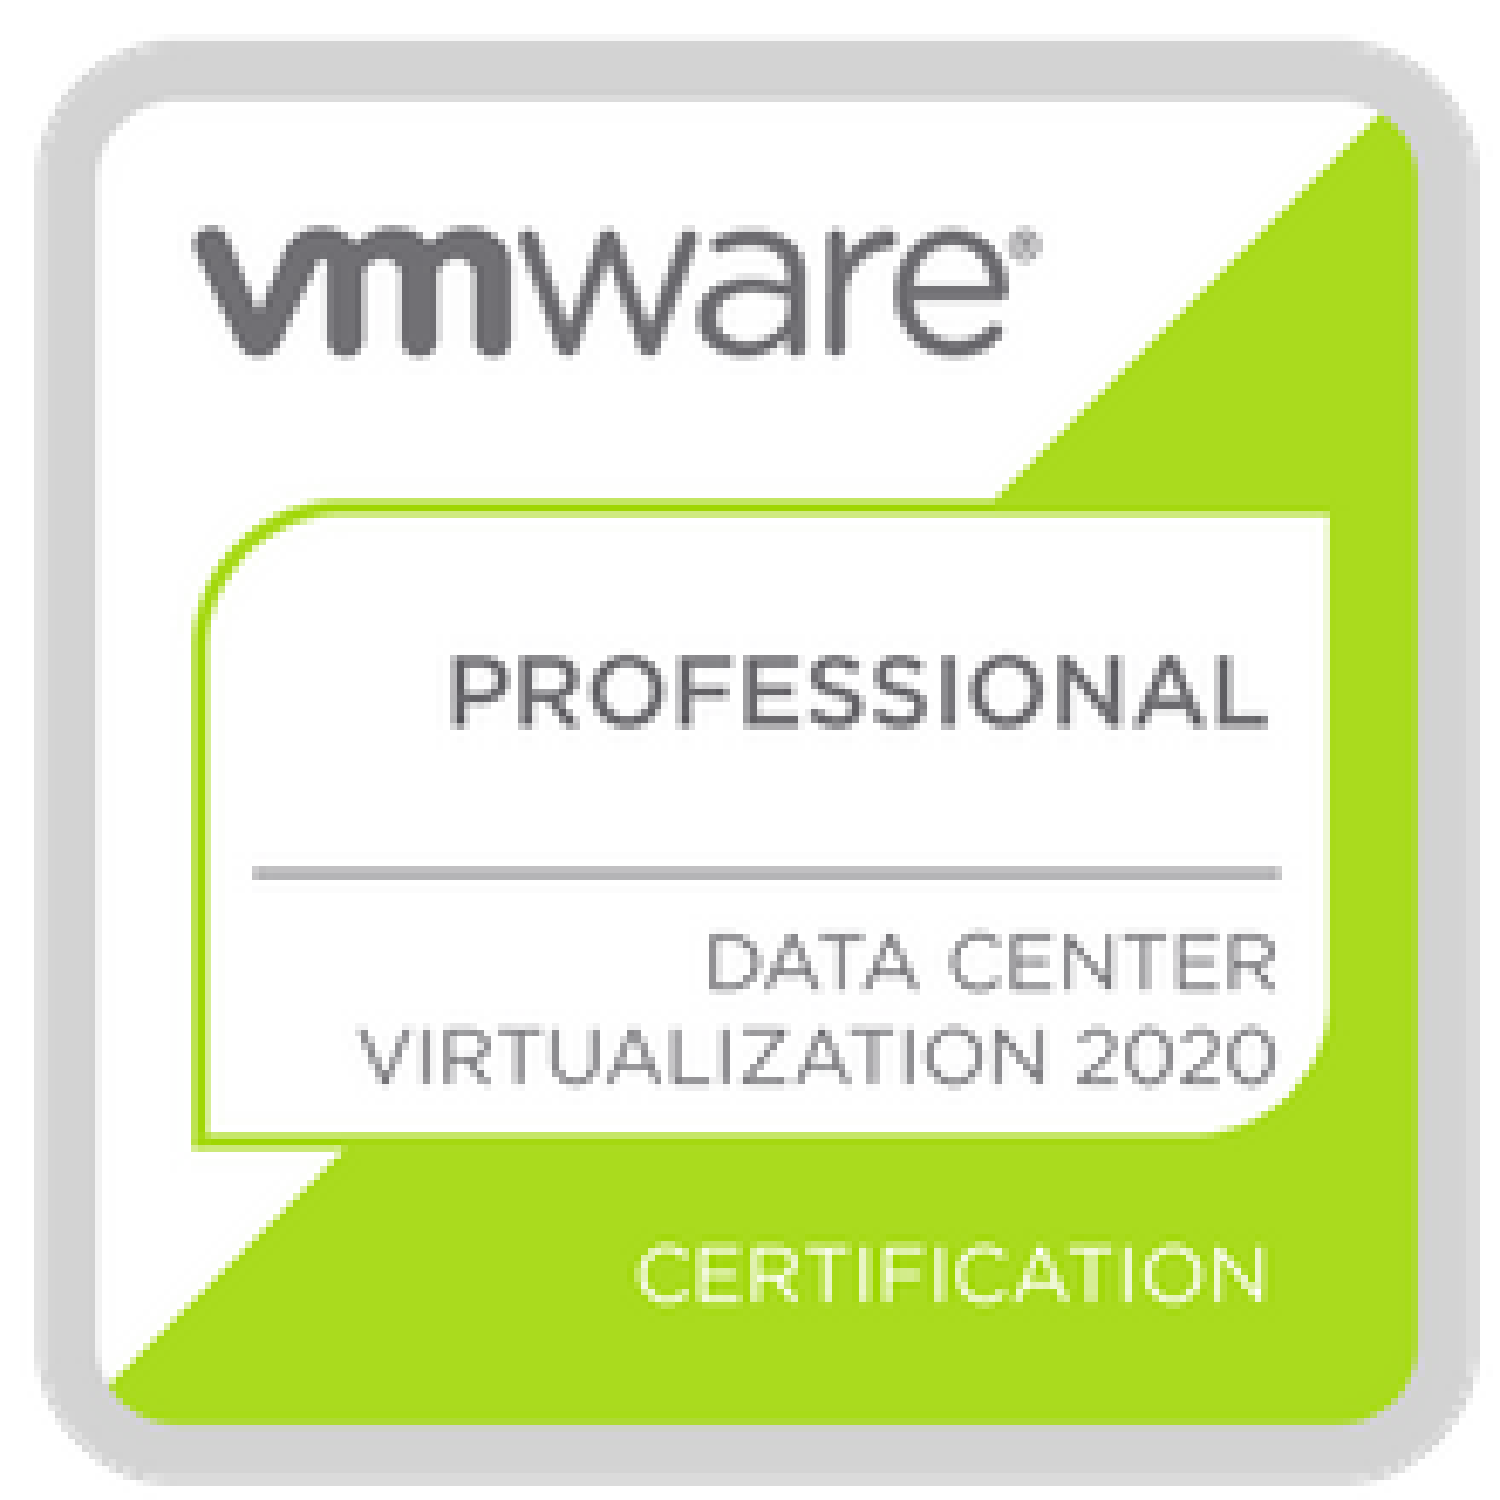 vmware®
PROFESSIONAL
DATA CENTER
VIRTUALIZATION 2020
CERTIFICATION